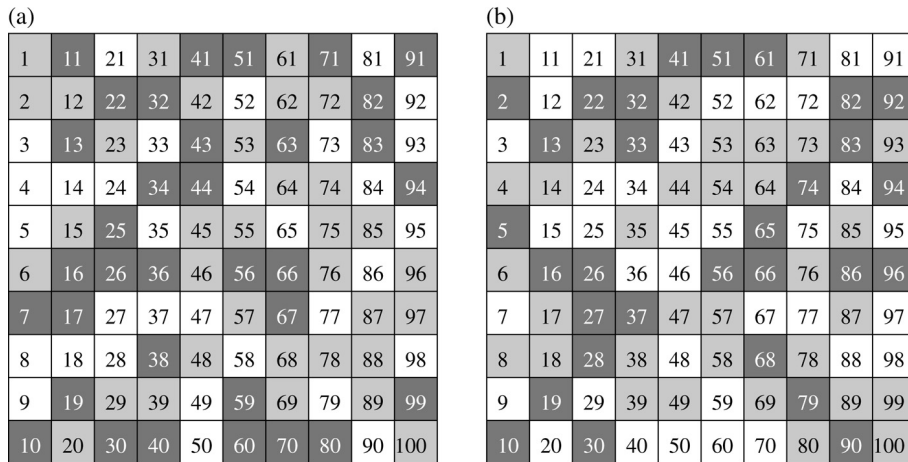 (a) (b)
1 11 21 31 41 51 61 71 81 91 1 11 21 31 41 51 61 71 81 91
2 12 22 32 42 52 62 72 82 92 2 12 22 32 42 52 62 72 82 92
3 13 23 33 43 53 63 73 83 93 3 13 23 33 43 53 63 73 83 93
4 14 24 34 44 54 64 74 84 94 4 14 24 34 44 54 64 74 84 94
5 15 25 35 45 55 65 75 85 95 5 15 25 35 45 55 65 75 85 95
6 16 26 36 46 56 66 76 86 96 6 16 26 36 46 56 66 76 86 96
7 17 27 37 47 57 67 77 87 97 7 17 27 37 47 57 67 77 87 97
8 18 28 38 48 58 68 78 88 98 8 18 28 38 48 58 68 78 88 98
9 19 29 39 49 59 69 79 89 99 9 19 29 39 49 59 69 79 89 99
10 20 30 40 50 60 70 80 90 100 10 20 30 40 50 60 70 80 90 100